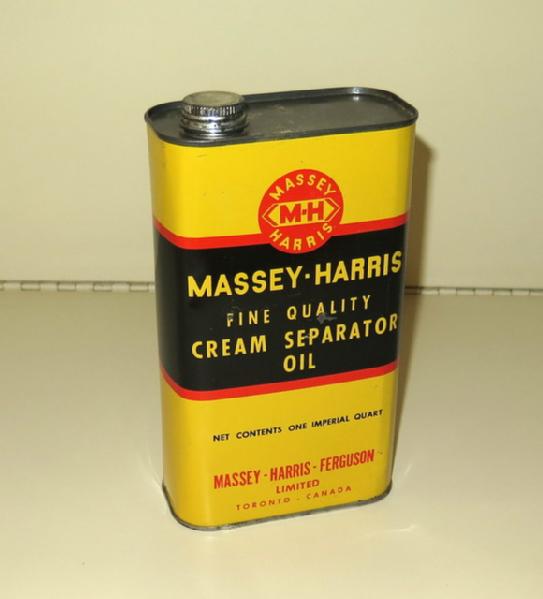 MASSEY
M-H
HARRIS
MASSEY-HARRIS
FINE QUALITY
CREAM SEPARATOR
OIL
NET CONTENTS ONE IMPERIAL QUART
MASSEY-HARRIS-FERGUSON
LIMITED
TORONTO - CANADA